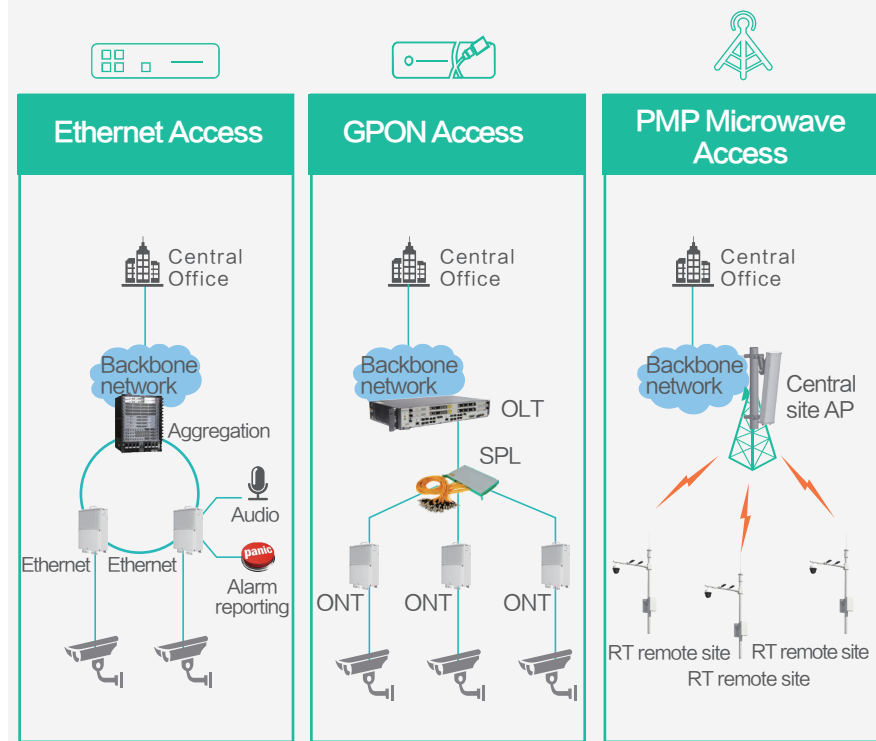 Ethernet Access
Central
Office
Backbone
network
Aggregation
Audio
panic
Ethernet
Ethernet
Alarm
reporting
GPON Access
Central
Office
Backbone
network
OLT
SPL
ONT
ONT
ONT
PMP Microwave
Access
Central
Office
Backbone
network
Central
site AP
RT remote site
RT remote site
RT remote site